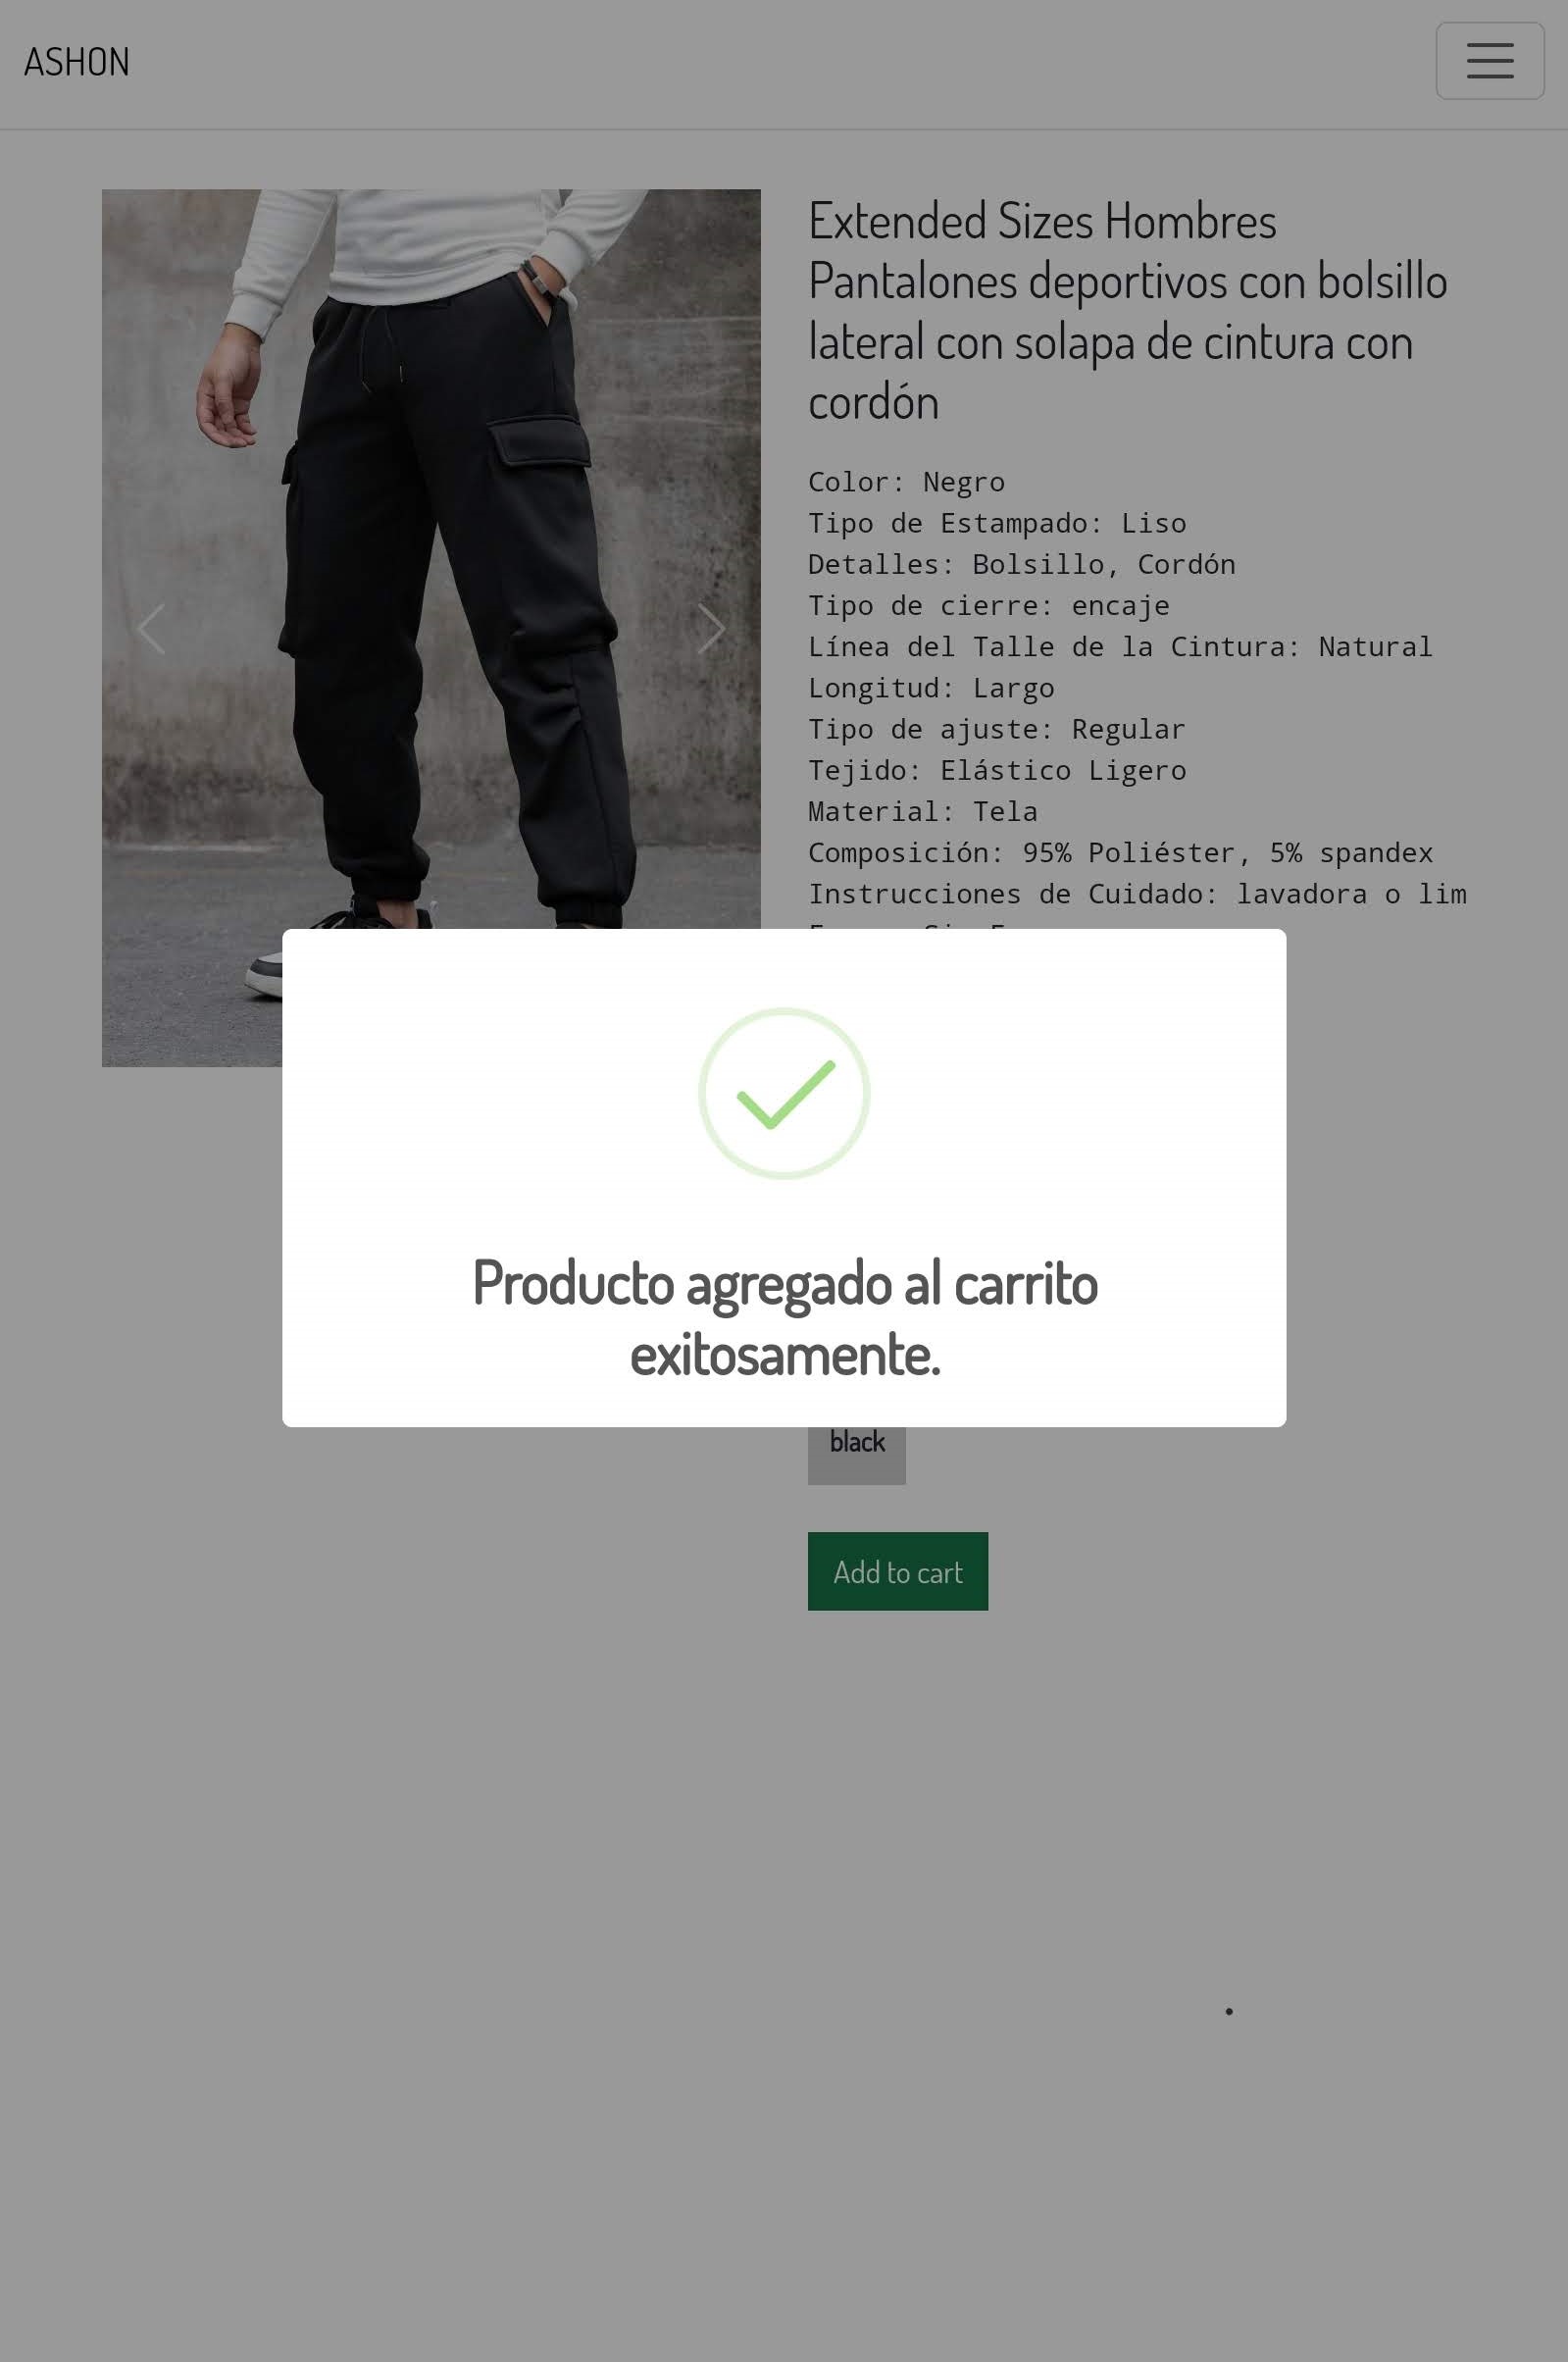 ASHON
Extended Sizes Hombres
Pantalones deportivos con bolsillo
lateral con solapa de cintura con
cordón
Color: Negro
Tipo de Estampado: Liso
Detalles: Bolsillo, Cordón
Tipo de cierre: encaje
Línea del Talle de la Cintura: Natural
Longitud: Largo
Tipo de ajuste: Regular
Tejido: Elástico Ligero
Material: Tela
Composición: 95% Poliéster, 5% spandex
Instrucciones de Cuidado: lavadora o lim
Producto agregado al carrito
exitosamente.
black
Add to cart